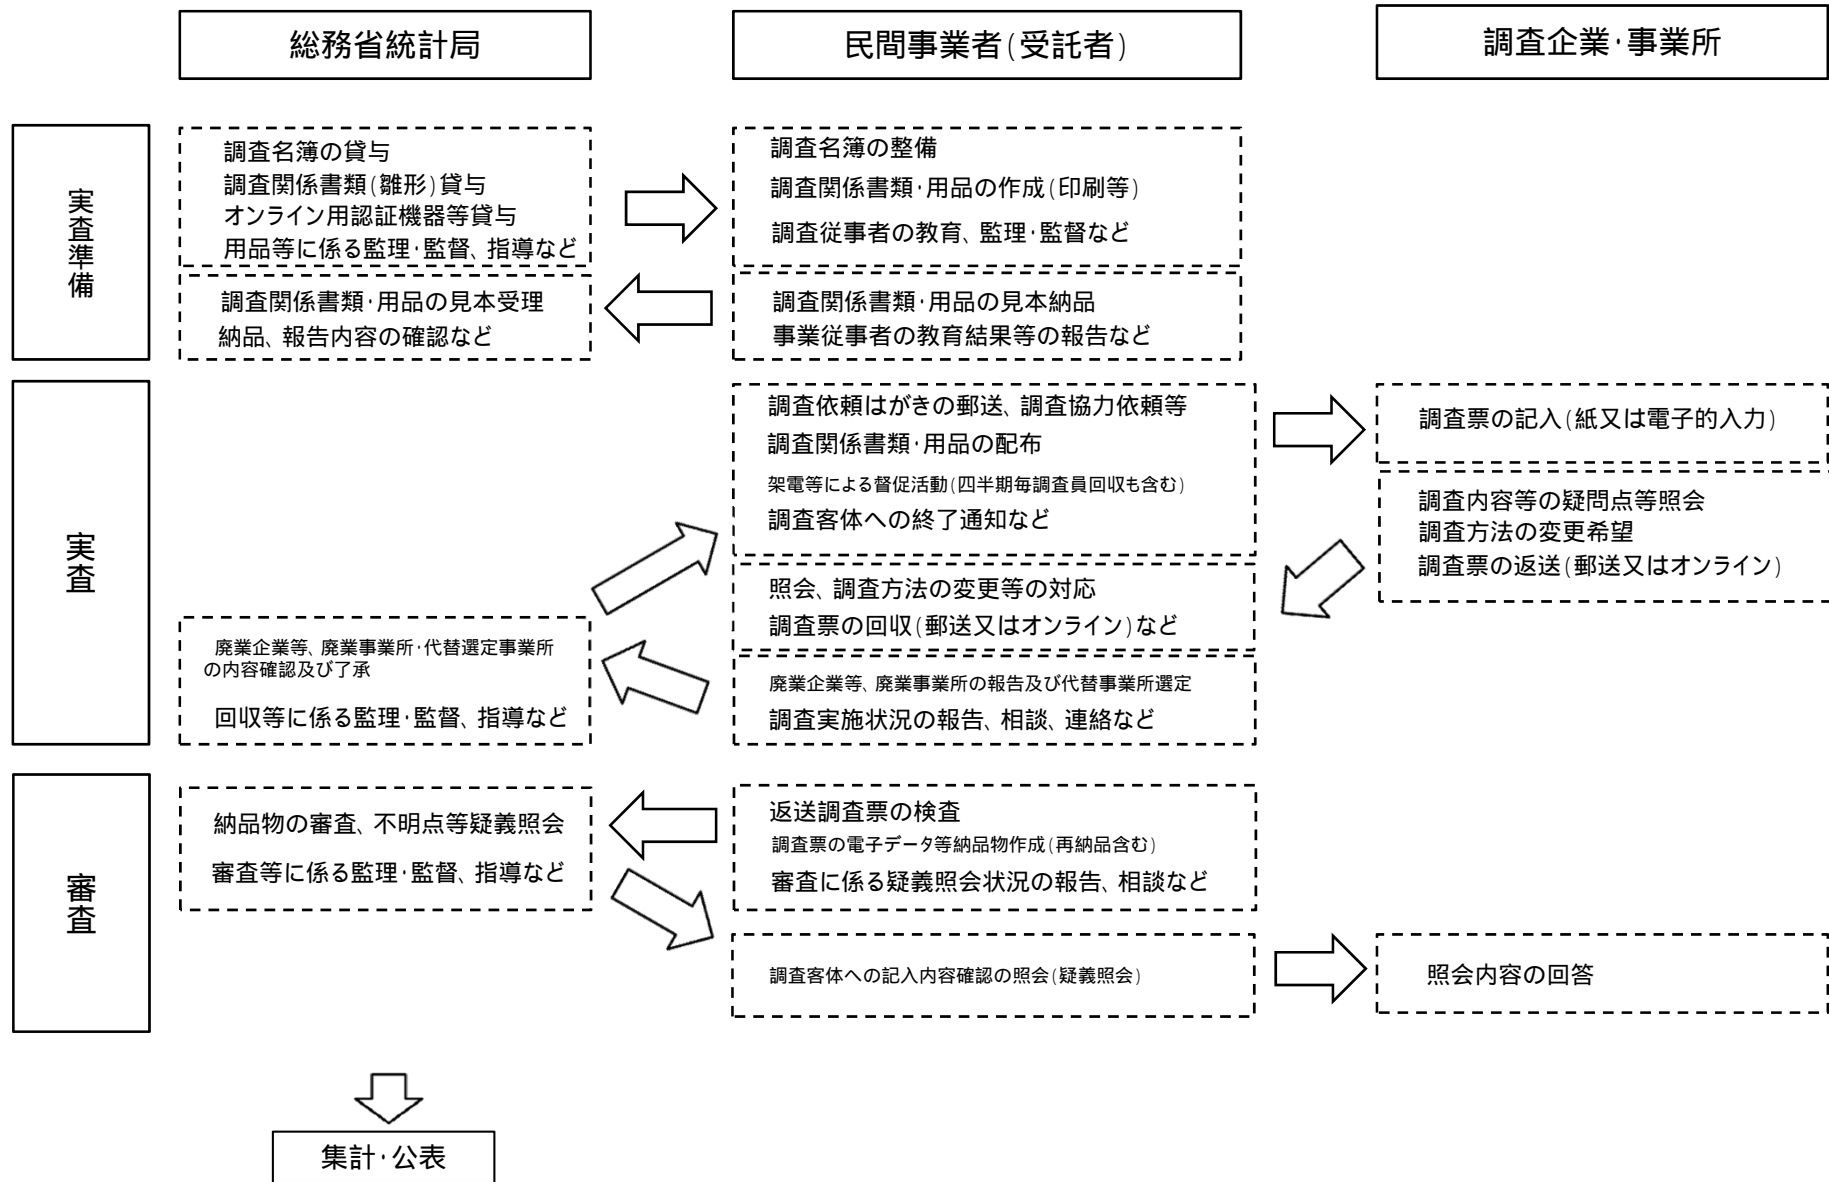 総務省統計局
民間事業者(受託者)
調査企業･事業所
実査準備
調査名簿の貸与
調査関係書類(雛形)貸与
オンライン用認証機器等貸与
用品等に係る監理･監督、指導など
調査名簿の整備
調査関係書類･用品の作成(印刷等)
調査従事者の教育、監理･監督など
調査関係書類･用品の見本受理
納品、報告内容の確認など
調査関係書類･用品の見本納品
事業従事者の教育結果等の報告など
実査
調査依頼はがきの郵送、調査協力依頼等
調査関係書類･用品の配布
架電等による督促活動(四半期毎調査員回収も含む)
調査客体への終了通知など
調査票の記入(紙又は電子的入力)
調査内容等の疑問点等照会
調査方法の変更希望
調査票の返送(郵送又はオンライン)
照会、調査方法の変更等の対応
調査票の回収(郵送又はオンライン)など
廃業企業等、廃業事業所･代替選定事業所
の内容確認及び了承
回収等に係る監理･監督、指導など
廃業企業等、廃業事業所の報告及び代替事業所選定
調査実施状況の報告、相談、連絡など
審査
納品物の審査、不明点等疑義照会
審査等に係る監理･監督、指導など
返送調査票の検査
調査票の電子データ等納品物作成(再納品含む)
審査に係る疑義照会状況の報告、相談など
調査客体への記入内容確認の照会(疑義照会)
照会内容の回答
集計･公表